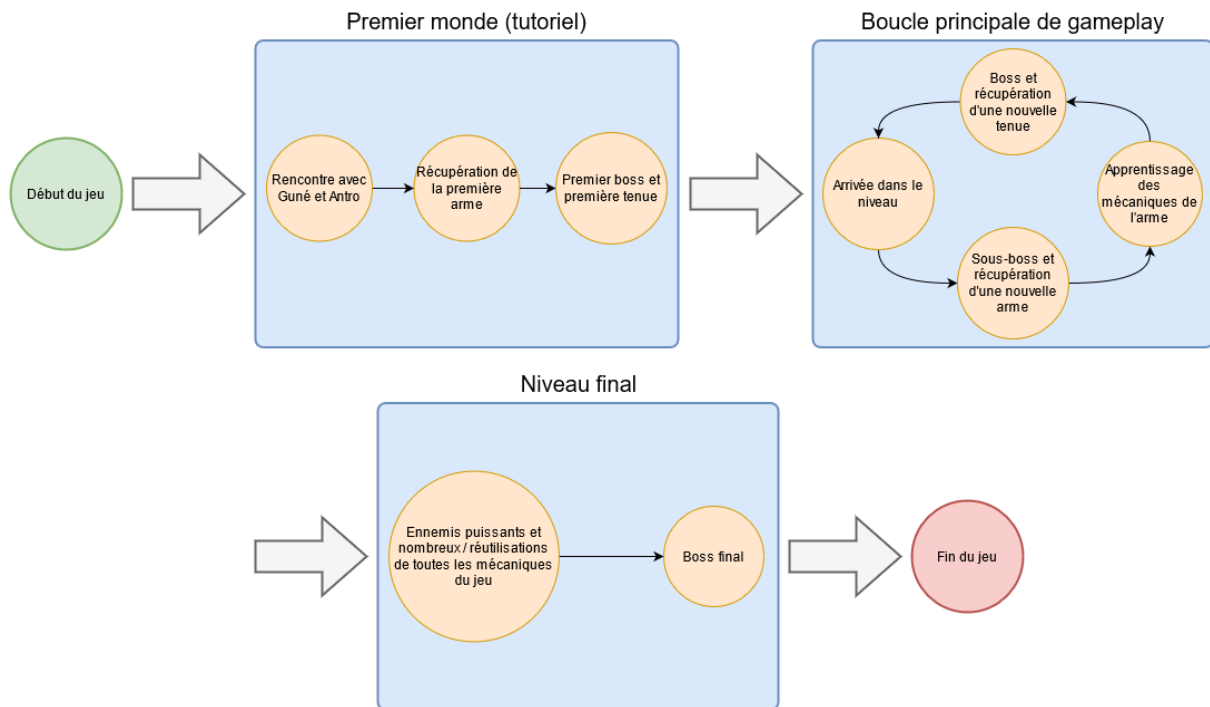 Premier monde (tutoriel)
Boucle principale de gameplay
Début du jeu
Rencontre avec
Guné et Antro
Récupération de
la première
arme
Premier boss et
première tenue
Boss et
récupération
d'une nouvelle
tenue
Arrivée dans le
niveau
Apprentissage
des
mécaniques de
l'arme
Sous-boss et
récupération
d'une nouvelle
arme
Niveau final
Ennemis puissants et
nombreux / réutilisations
de toutes les mécaniques
du jeu
Boss final
Fin du jeu